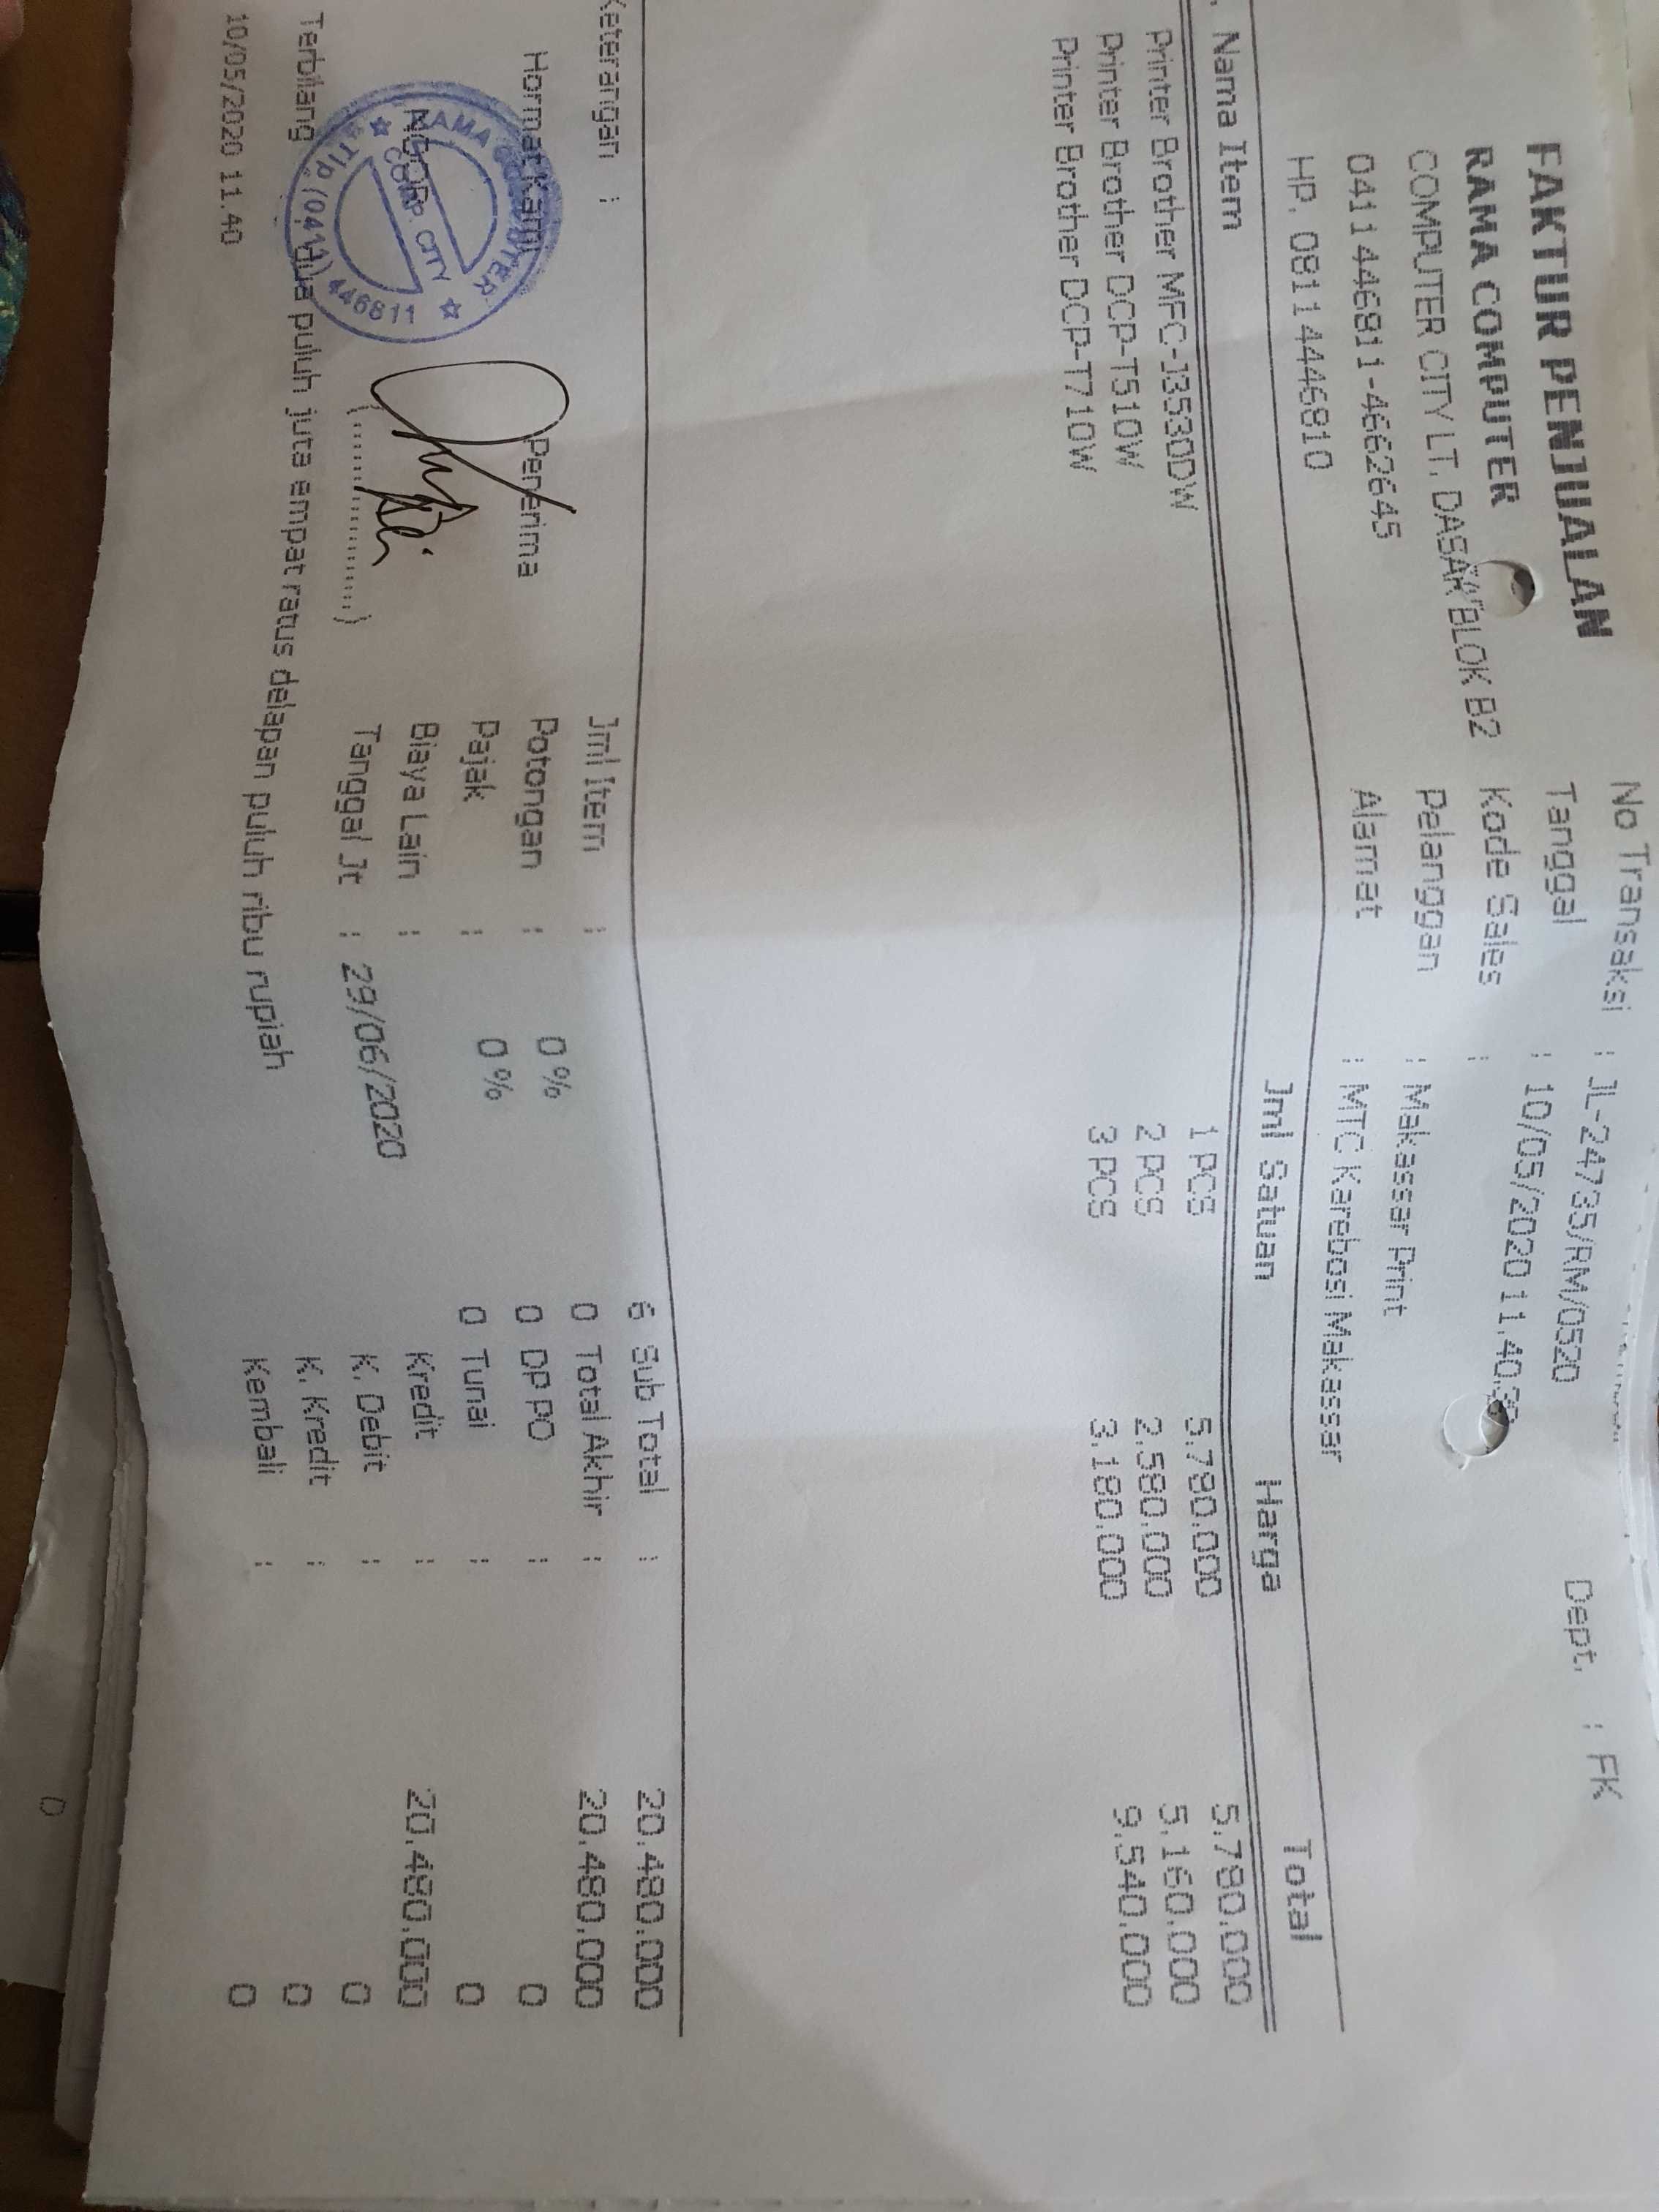 FAKTUR PENJUALAN
RAMA COMPUTER
COMPUTER CITY LT. DASAR BLOK B2
0411 446811-4662645
HP. 0811 446810
No Transaksi : JL-24735/RM/0520
Tanggal : 10/05/2020 11.40
Dept. : FK
Kode Sales :
Pelanggan : Makassar Print
Alamat : MTC Karebosi Makassar
Nama Item Jml Satuan Harga Total
Printer Brother MFC-J3530DW 1 PCS 5.780.000 5.780.000
Printer Brother DCP-T510W 2 PCS 2.580.000 5.160.000
Printer Brother DCP-T710W 3 PCS 3.180.000 9.540.000
Keterangan : Jml Item : 6 Sub Total : 20.480.000
Hormat Kami Penerima Potongan : 0 % 0 Total Akhir : 20.480.000
Pajak : 0 % 0 DP PO : 0
Biaya Lain : 0 Tunai : 0
Tanggal Jt : 29/06/2020 Kredit : 20.480.000
(..................) K. Debit : 0
K. Kredit : 0
Kembali : 0
Terbilang : dua puluh juta empat ratus delapan puluh ribu rupiah
10/05/2020 11.40
RAMA COMPUTER
COMP. CITY
Tlp. (0411) 446811
0